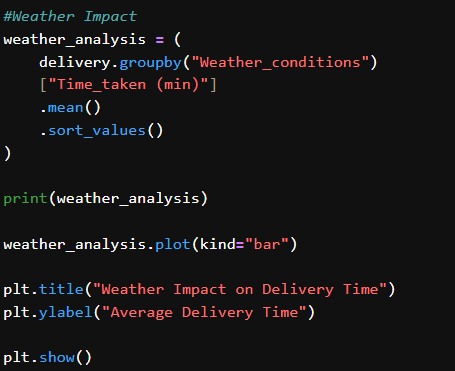 #Weather Impact
weather_analysis = (
    delivery.groupby("Weather_conditions")
    ["Time_taken (min)"]
    .mean()
    .sort_values()
)

print(weather_analysis)

weather_analysis.plot(kind="bar")

plt.title("Weather Impact on Delivery Time")
plt.ylabel("Average Delivery Time")

plt.show()